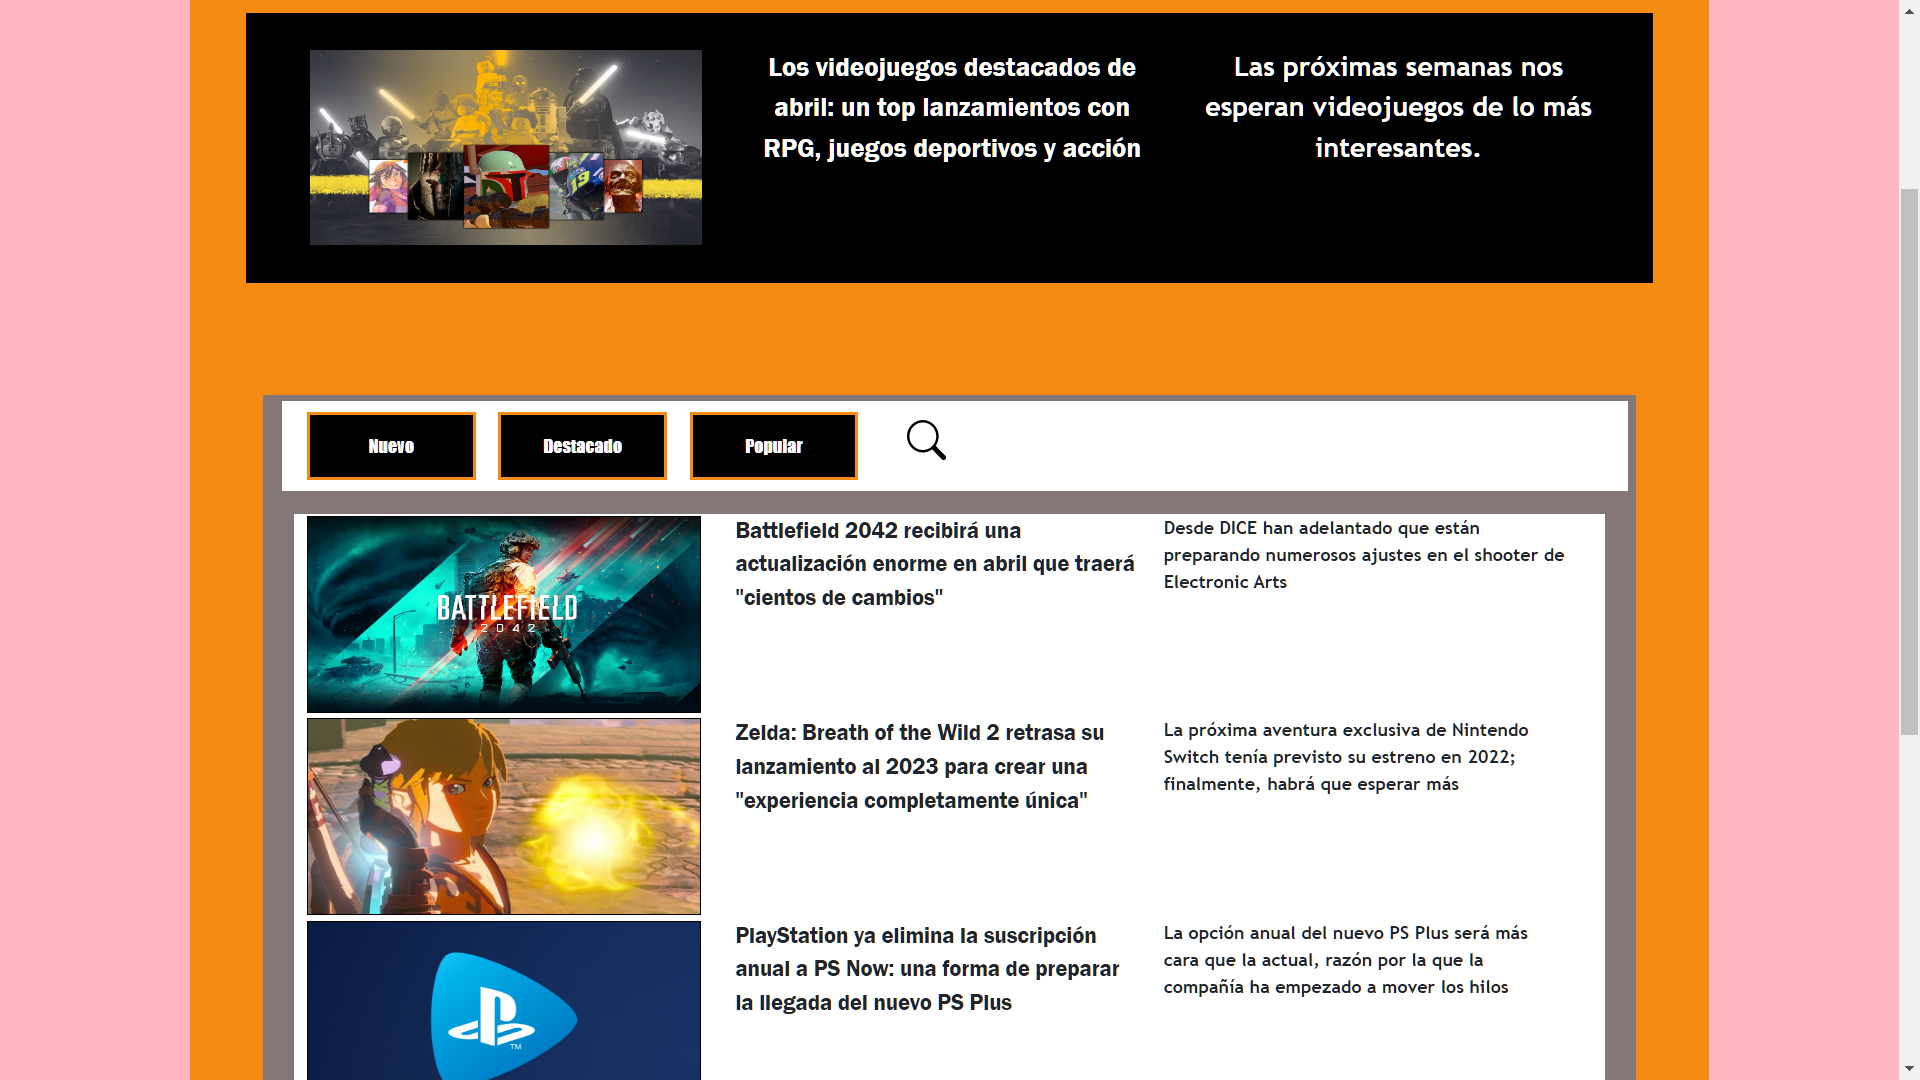 Los videojuegos destacados de
abril: un top lanzamientos con
RPG, juegos deportivos y acción
Las próximas semanas nos
esperan videojuegos de lo más
interesantes.
19
Nuevo
Destacado
Popular
BATTLEFIELD
2042
Battlefield 2042 recibirá una
actualización enorme en abril que traerá
"cientos de cambios"
Desde DICE han adelantado que están
preparando numerosos ajustes en el shooter de
Electronic Arts
Zelda: Breath of the Wild 2 retrasa su
lanzamiento al 2023 para crear una
"experiencia completamente única"
La próxima aventura exclusiva de Nintendo
Switch tenía previsto su estreno en 2022;
finalmente, habrá que esperar más
TM
PlayStation ya elimina la suscripción
anual a PS Now: una forma de preparar
la llegada del nuevo PS Plus
La opción anual del nuevo PS Plus será más
cara que la actual, razón por la que la
compañía ha empezado a mover los hilos